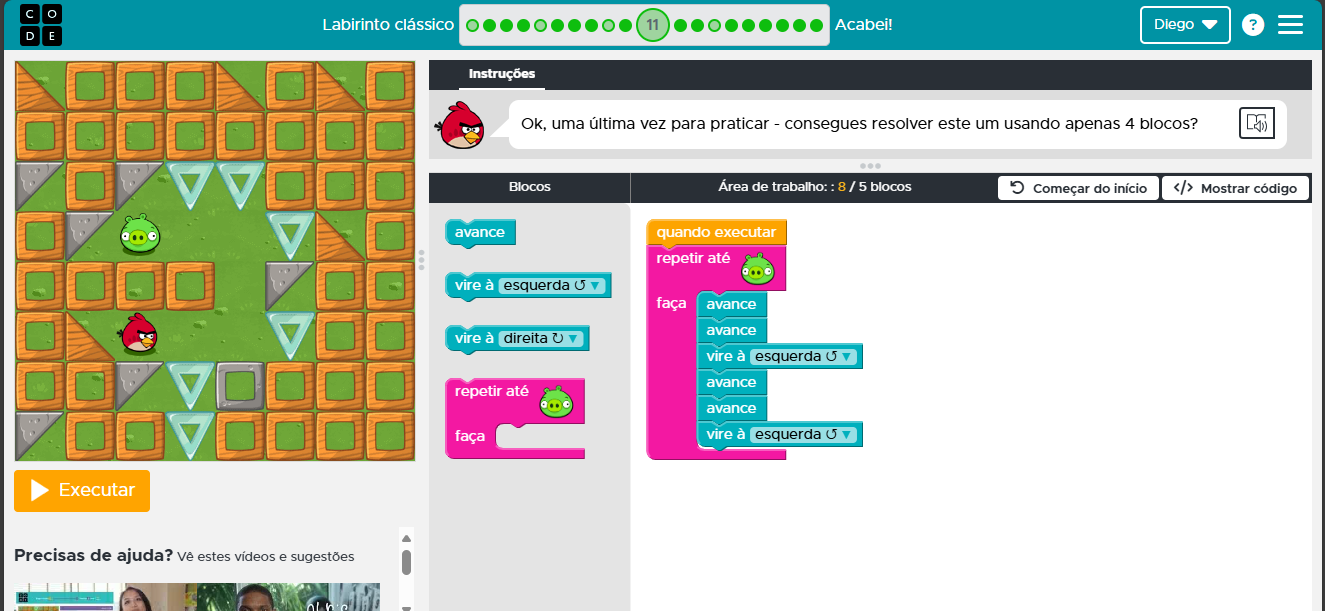 C O
D E
Labirinto clássico
11
Acabei!
Diego
?
Instruções
Ok, uma última vez para praticar - consegues resolver este um usando apenas 4 blocos?
Blocos
Área de trabalho: : 8 / 5 blocos
Começar do início
</> Mostrar código
avance
vire à esquerda ↺ ▼
vire à direita ↻ ▼
repetir até
faça
quando executar
repetir até
faça
avance
avance
vire à esquerda ↺ ▼
avance
avance
vire à esquerda ↺ ▼
Executar
Precisas de ajuda? Vê estes vídeos e sugestões